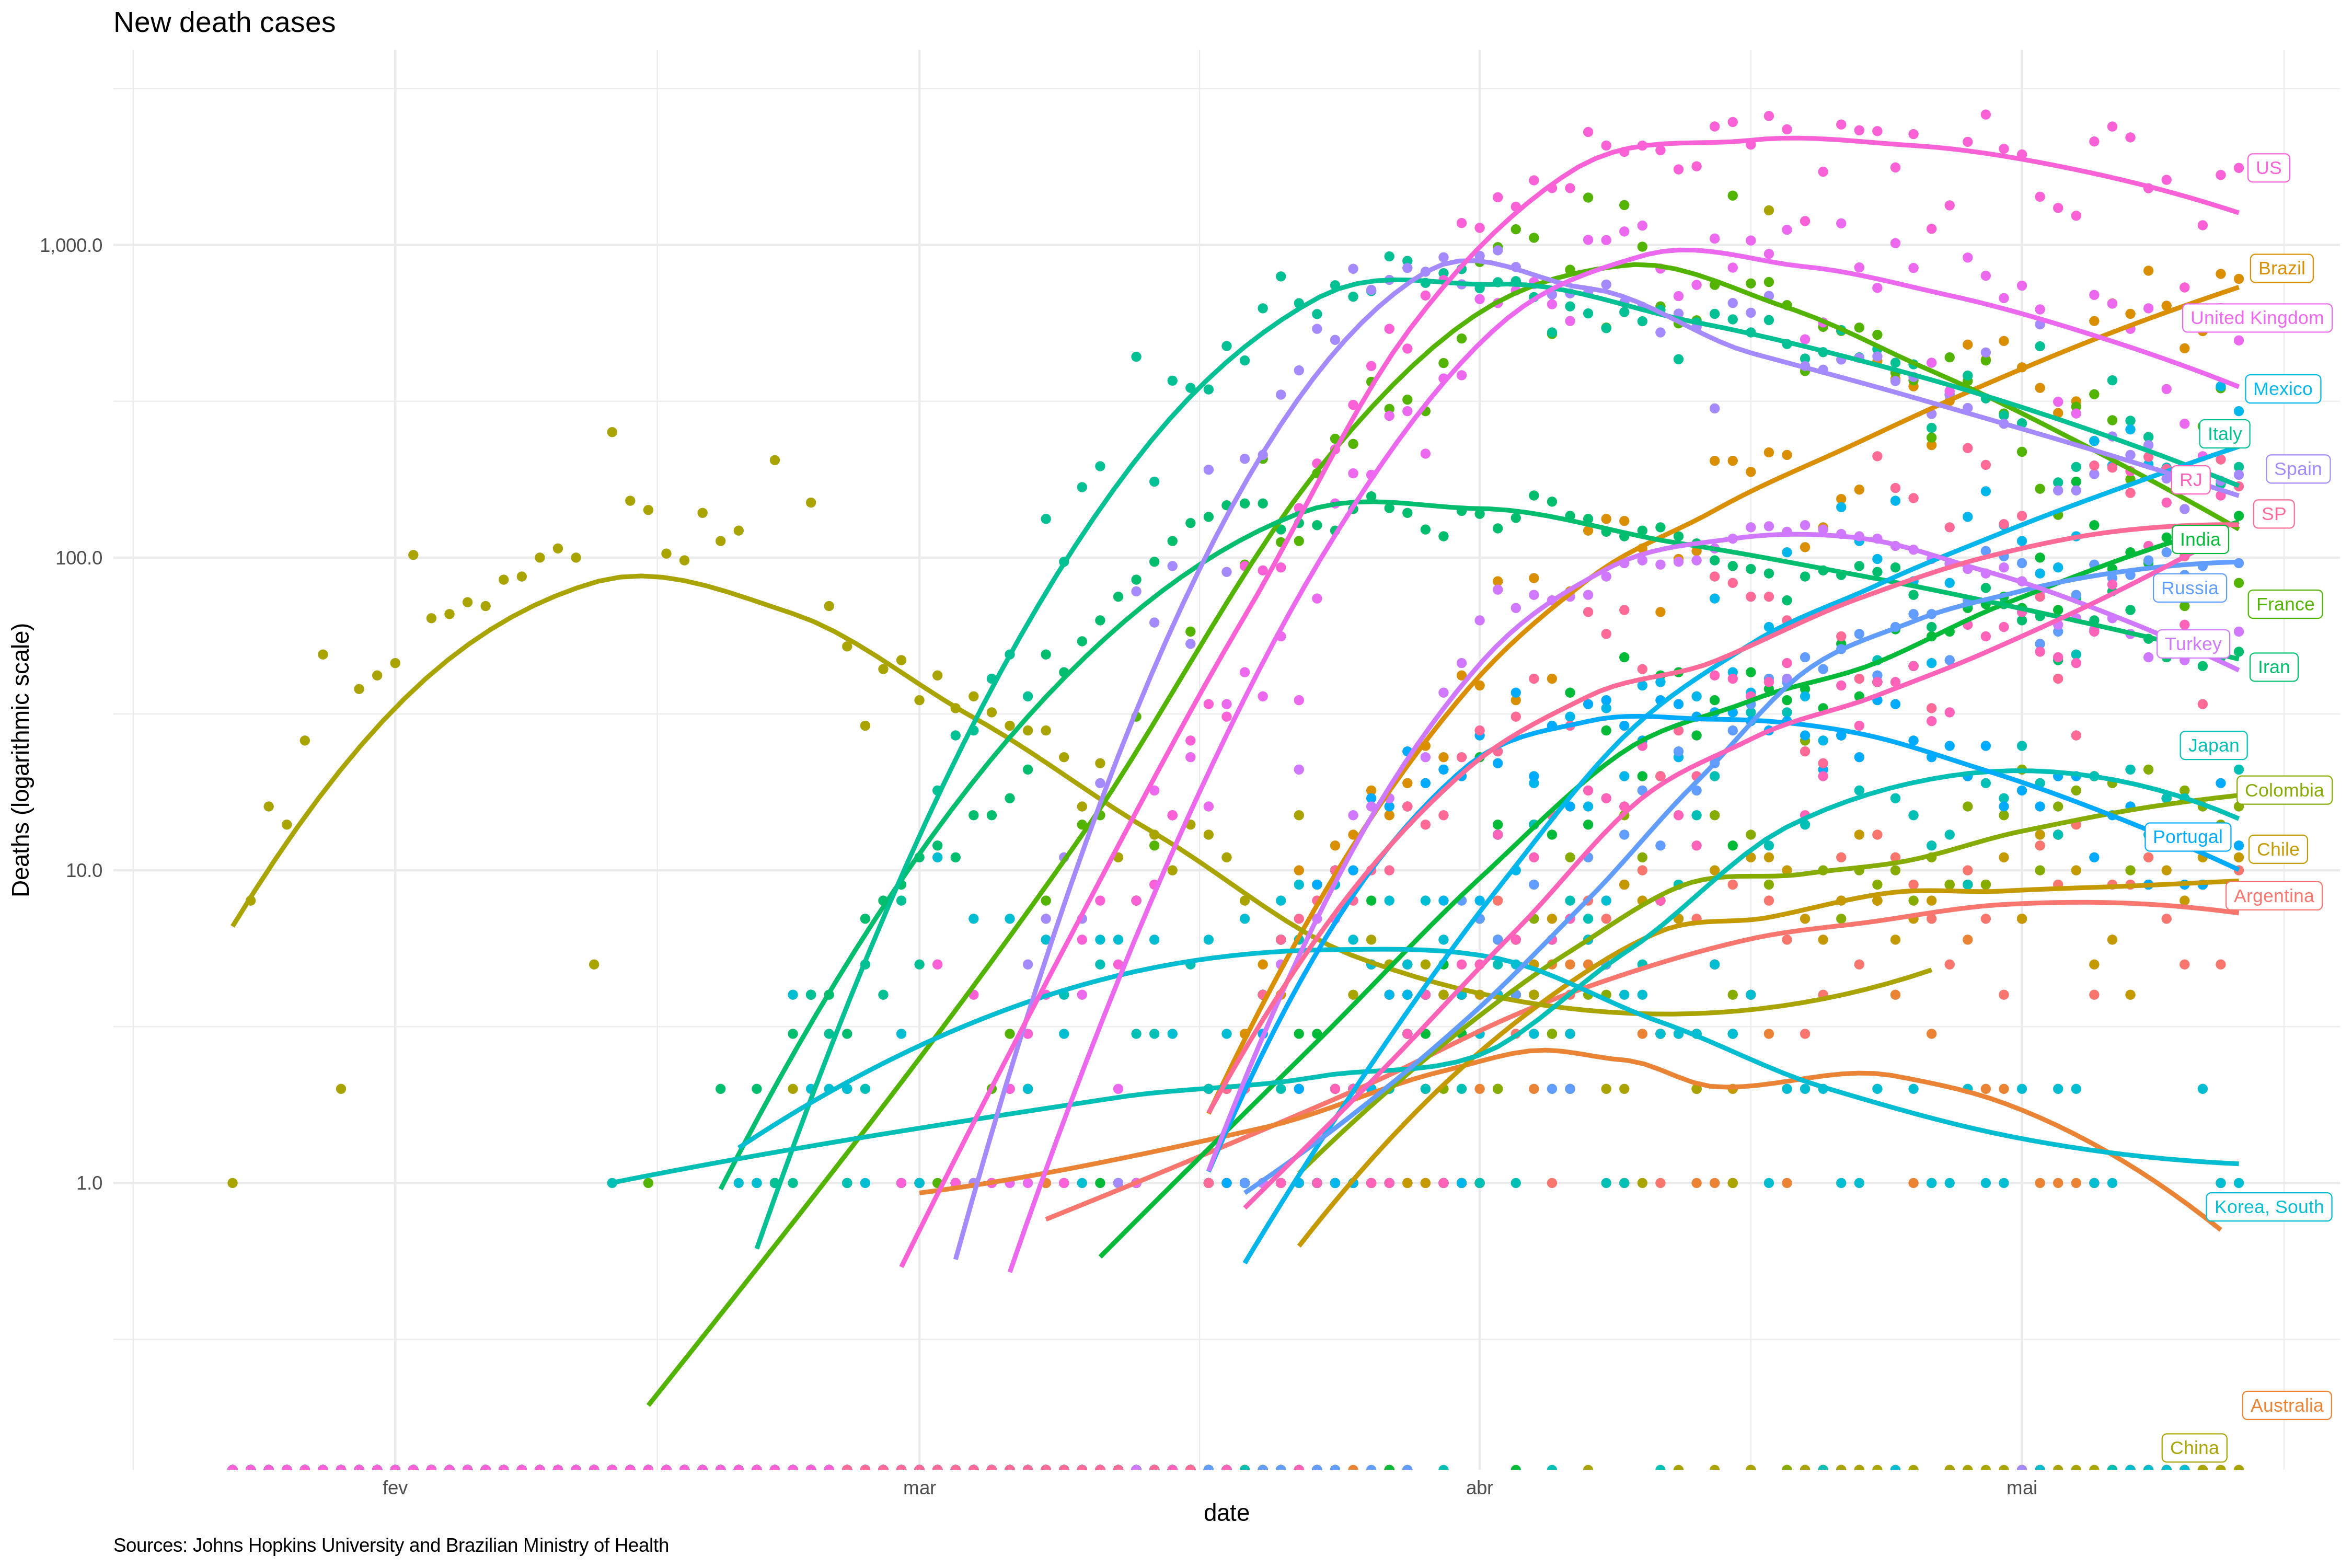 New death cases
Deaths (logarithmic scale)
1,000.0
100.0
10.0
1.0
US
Brazil
United Kingdom
Mexico
Italy
Spain
RJ
SP
India
Russia
France
Turkey
Iran
Japan
Colombia
Portugal
Chile
Argentina
Korea, South
Australia
China
fev
mar
abr
mai
date
Sources: Johns Hopkins University and Brazilian Ministry of Health